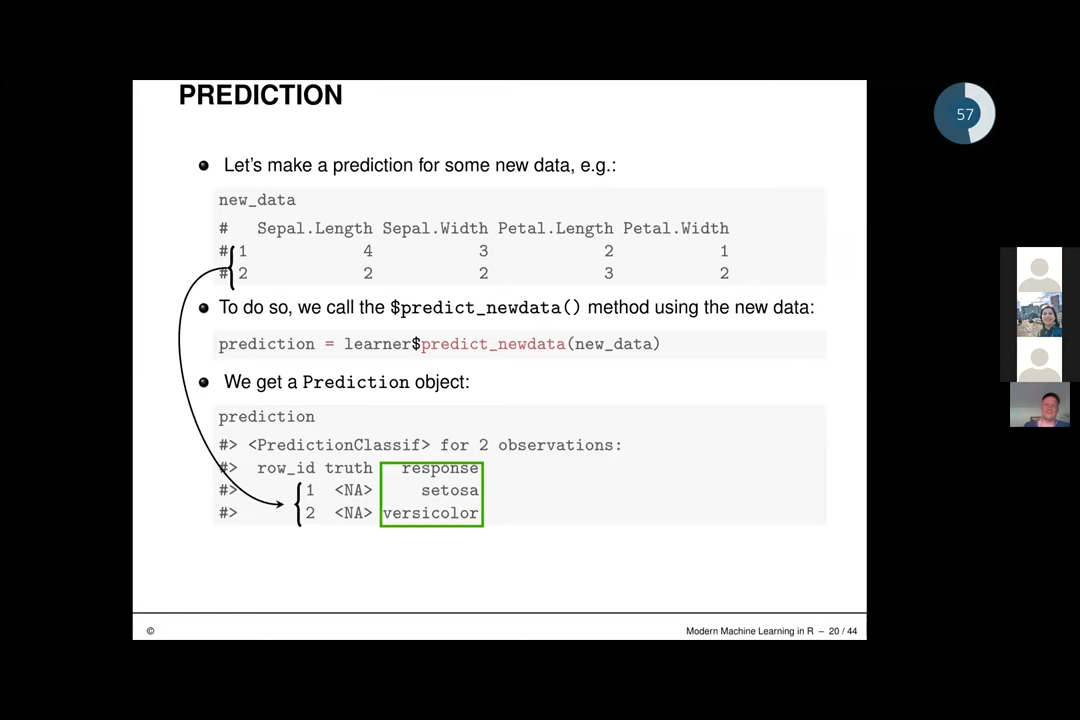 PREDICTION
57
Let's make a prediction for some new data, e.g.:
new_data
# Sepal.Length Sepal.Width Petal.Length Petal.Width
# 1 4 3 2 1
# 2 2 2 3 2
To do so, we call the $predict_newdata() method using the new data:
prediction = learner$predict_newdata(new_data)
We get a Prediction object:
prediction
#> <PredictionClassif> for 2 observations:
#> row_id truth response
#> 1 <NA> setosa
#> 2 <NA> versicolor
© Modern Machine Learning in R – 20 / 44